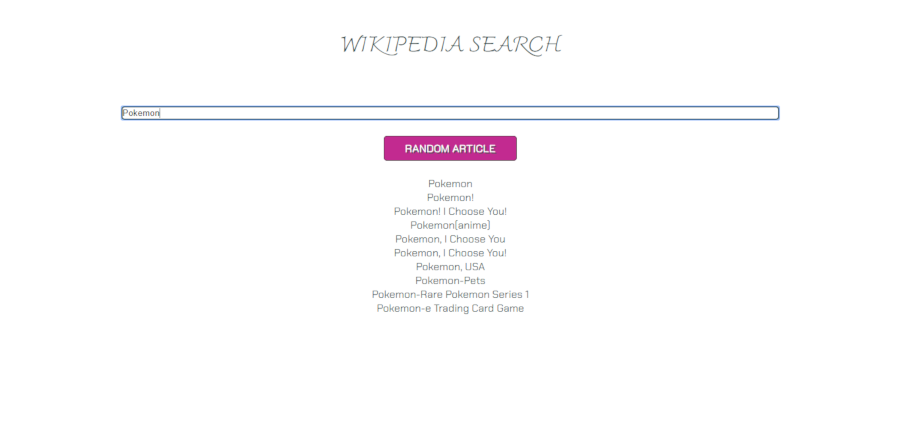 WIKIPEDIA SEARCH
Pokemon
RANDOM ARTICLE
Pokemon
Pokemon!
Pokemon! I Choose You!
Pokemon(anime)
Pokemon, I Choose You
Pokemon, I Choose You!
Pokemon, USA
Pokemon-Pets
Pokemon-Rare Pokemon Series 1
Pokemon-e Trading Card Game